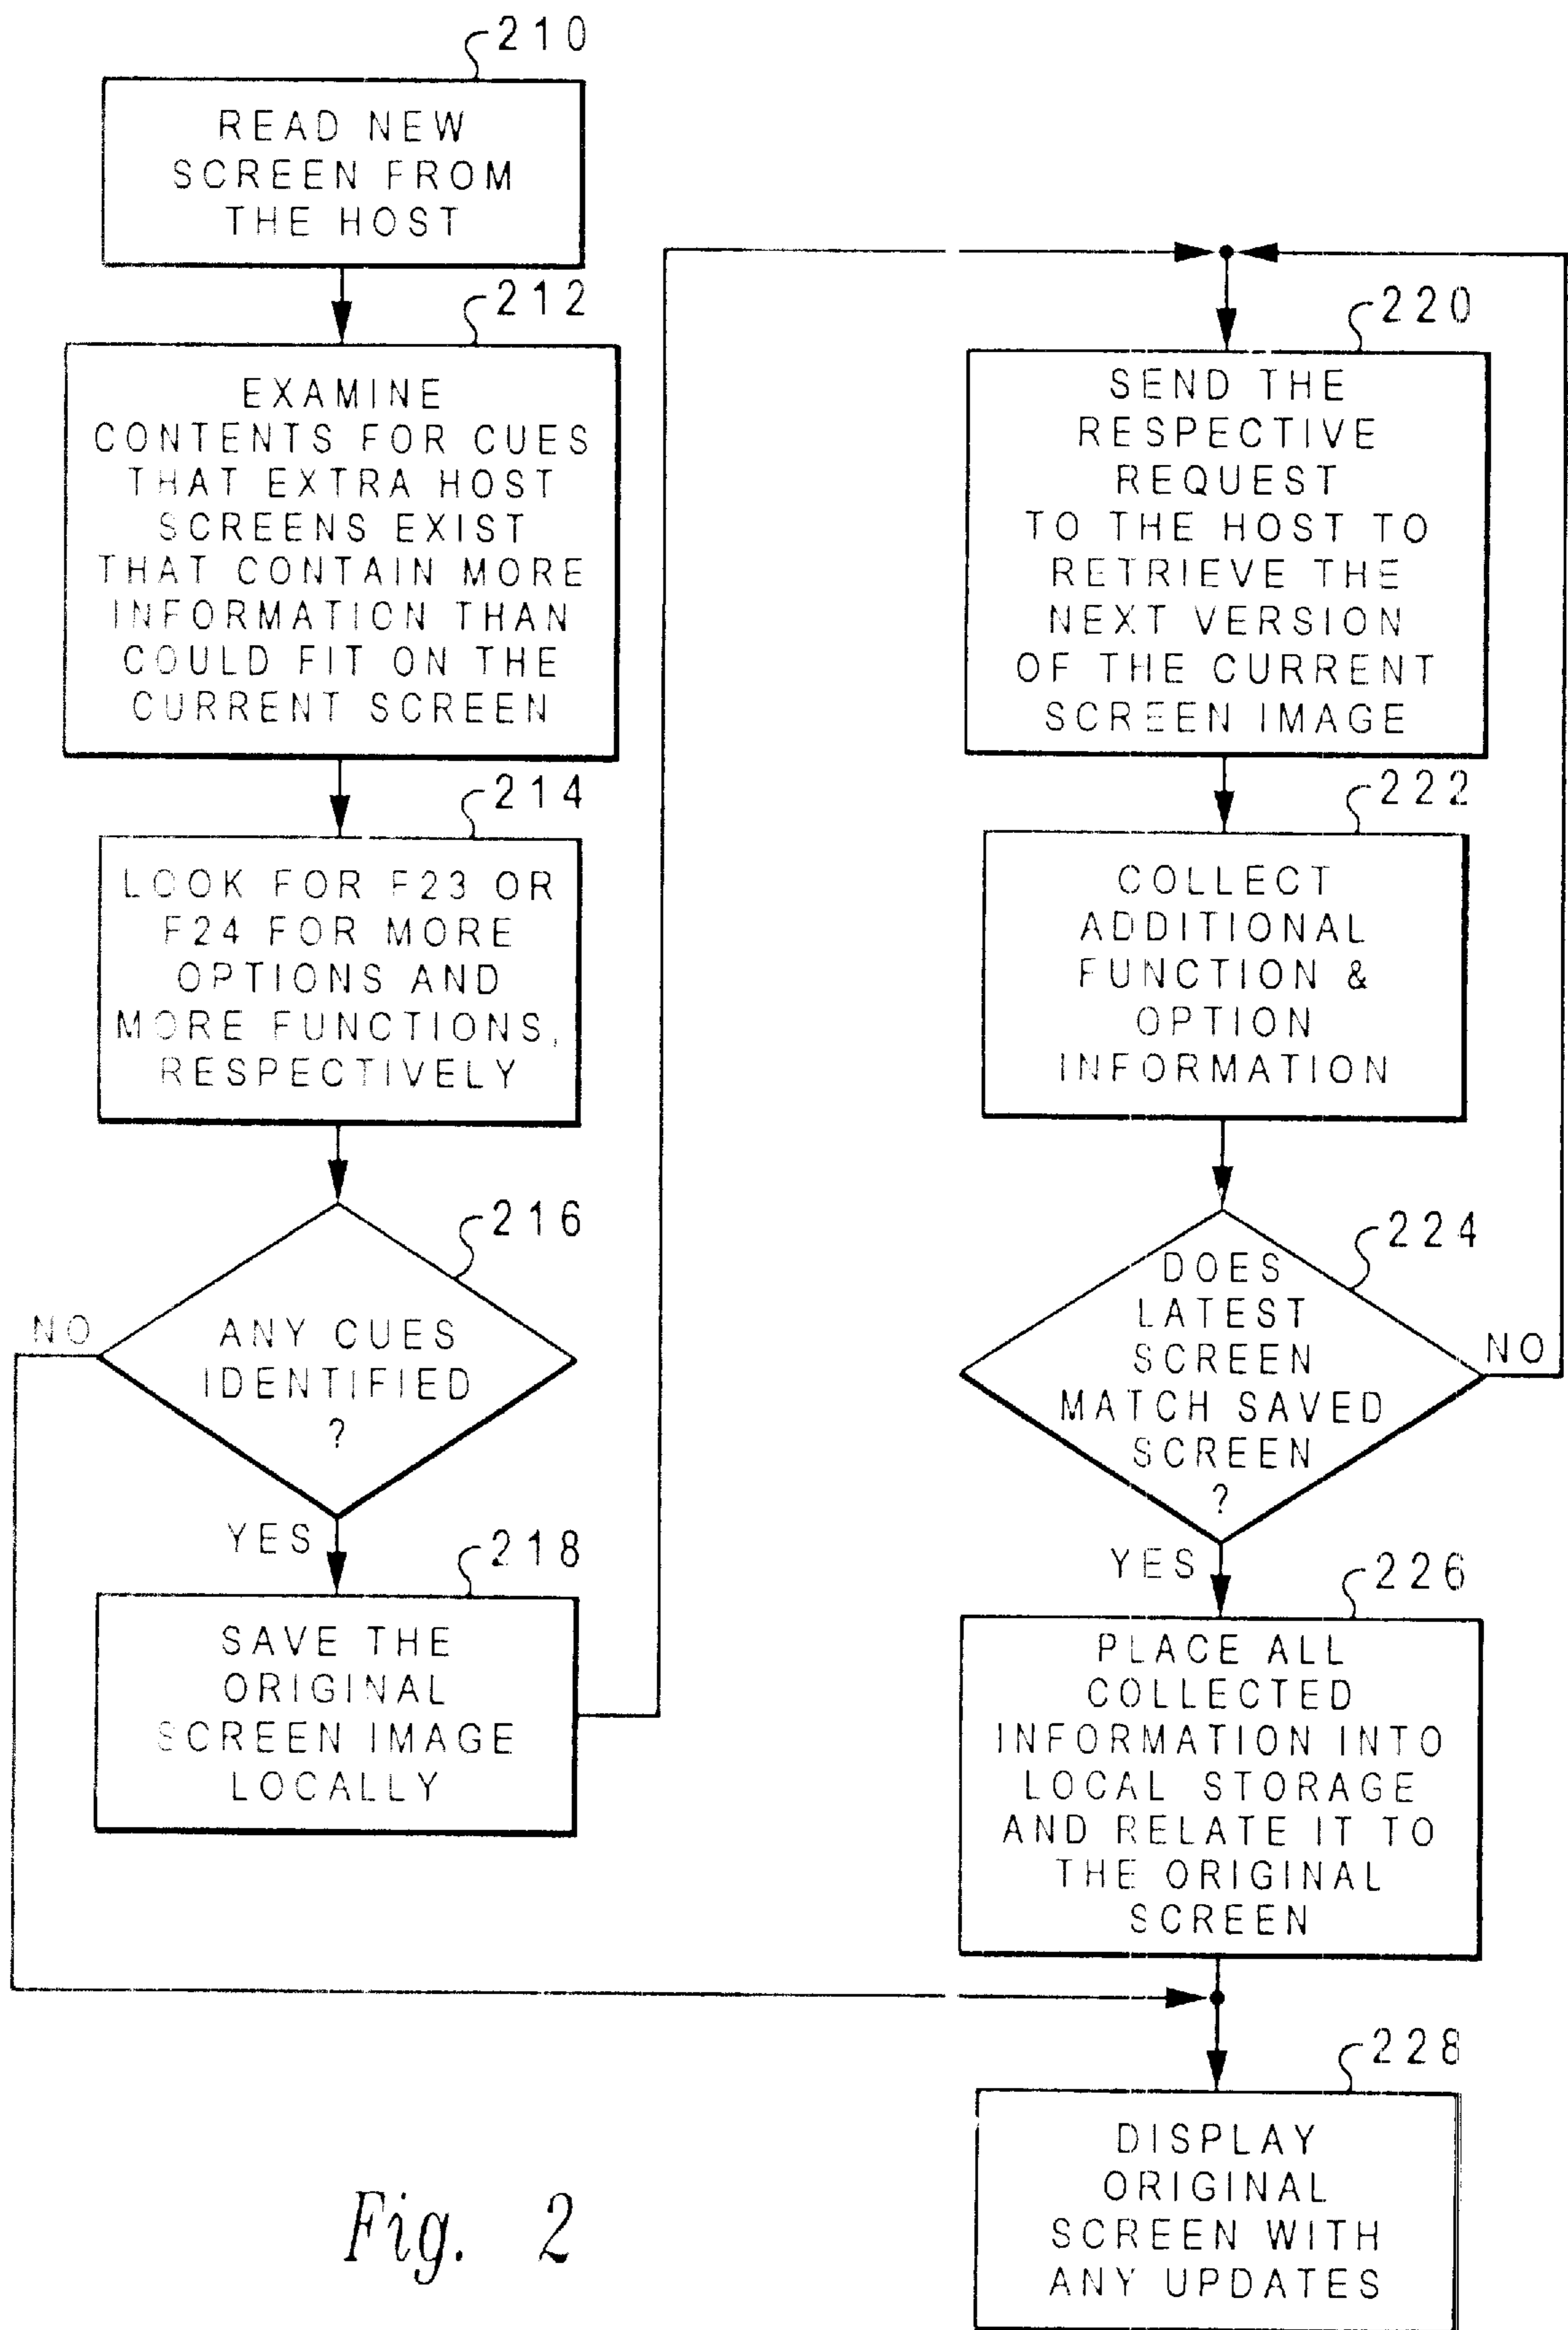 210
READ NEW
SCREEN FROM
THE HOST
212
EXAMINE
CONTENTS FOR CUES
THAT EXTRA HOST
SCREENS EXIST
THAT CONTAIN MORE
INFORMATION THAN
COULD FIT ON THE
CURRENT SCREEN
214
LOOK FOR F23 OR
F24 FOR MORE
OPTIONS AND
MORE FUNCTIONS,
RESPECTIVELY
216
NO
ANY CUES
IDENTIFIED
?
YES
218
SAVE THE
ORIGINAL
SCREEN IMAGE
LOCALLY
220
SEND THE
RESPECTIVE
REQUEST
TO THE HOST TO
RETRIEVE THE
NEXT VERSION
OF THE CURRENT
SCREEN IMAGE
222
COLLECT
ADDITIONAL
FUNCTION &
OPTION
INFORMATION
224
DOES
LATEST
SCREEN
MATCH SAVED
SCREEN
?
NO
YES
226
PLACE ALL
COLLECTED
INFORMATION INTO
LOCAL STORAGE
AND RELATE IT TO
THE ORIGINAL
SCREEN
228
DISPLAY
ORIGINAL
SCREEN WITH
ANY UPDATES
Fig. 2